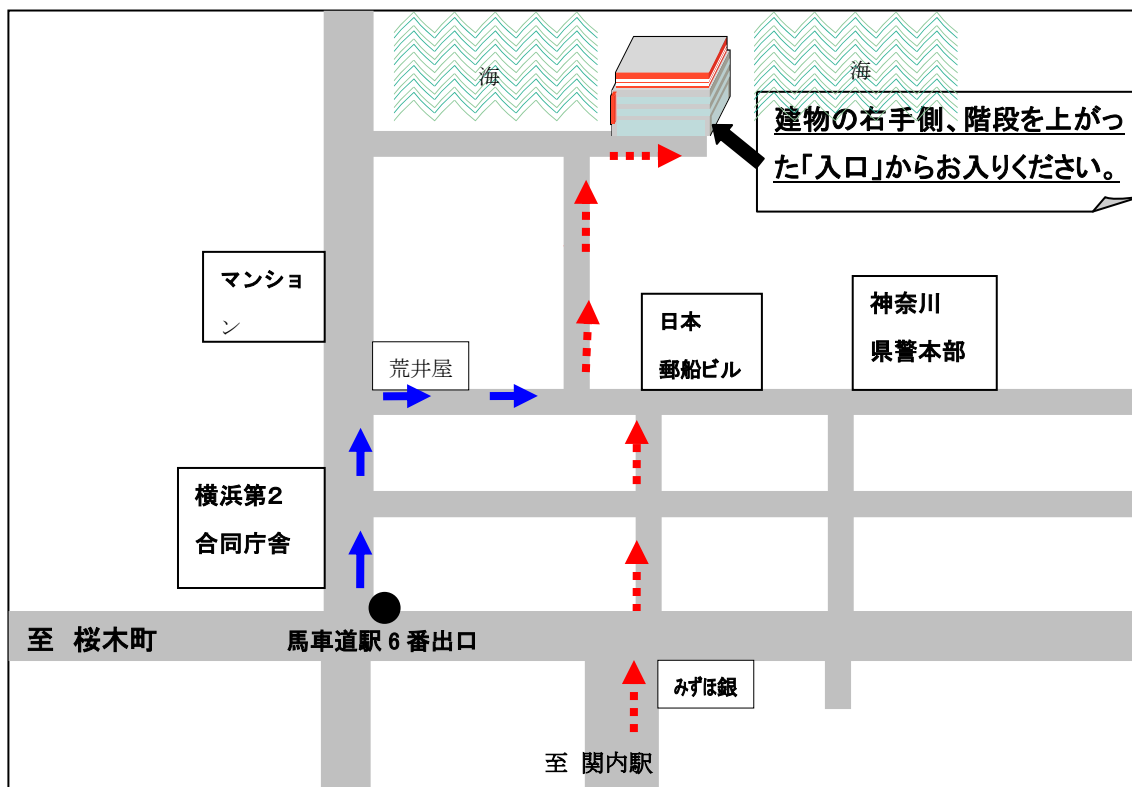 海
海
建物の右手側、階段を上がっ
た「入口」からお入りください。
マンショ
ン
日本
郵船ビル
神奈川
県警本部
荒井屋
横浜第2
合同庁舎
至 桜木町
馬車道駅6番出口
みずほ銀
至 関内駅